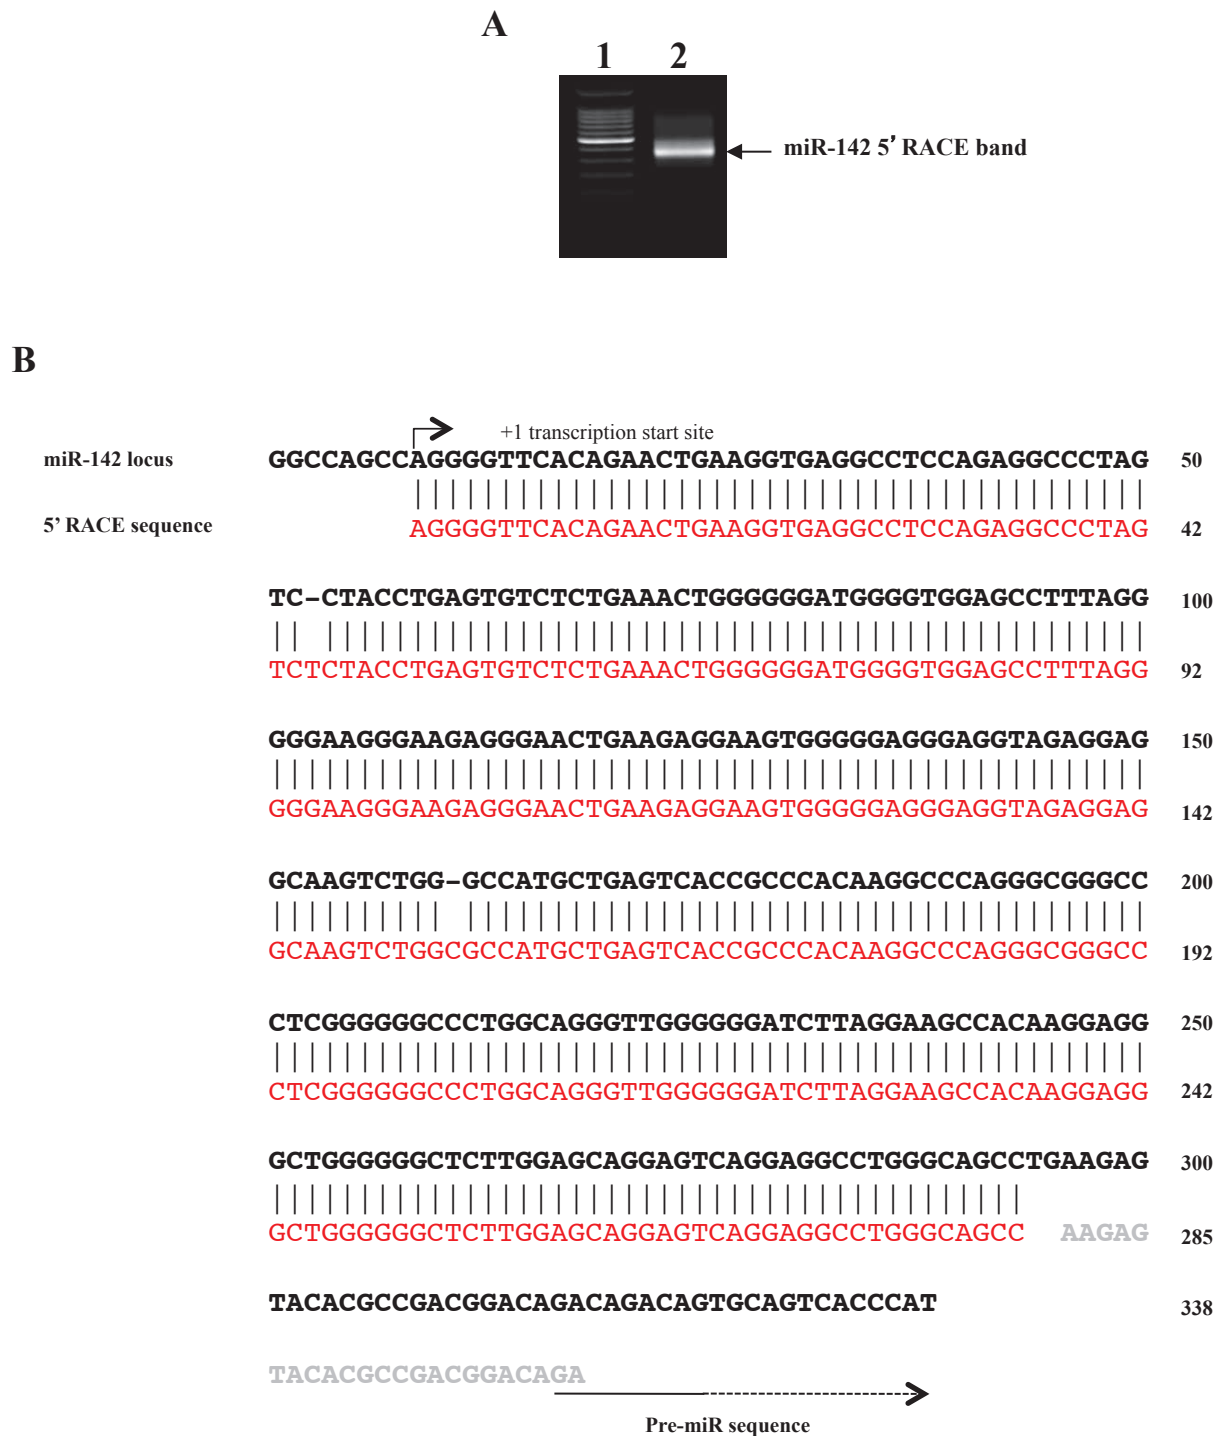 A
1 2
miR-142 5' RACE band
B
+1 transcription start site
miR-142 locus GGCCAGCCAGGGGTTCACAGAACTGAAGGTGAGGCCTCCAGAGGCCCTAG 50
5' RACE sequence AGGGGTTCACAGAACTGAAGGTGAGGCCTCCAGAGGCCCTAG 42
TC-CTACCTGAGTGTCTCTGAAACTGGGGGGATGGGGTGGAGCCTTTAGG 100
TCTCTACCTGAGTGTCTCTGAAACTGGGGGGATGGGGTGGAGCCTTTAGG 92
GGGAAGGGAAGAGGGAACTGAAGAGGAAGTGGGGGAGGGAGGTAGAGGAG 150
GGGAAGGGAAGAGGGAACTGAAGAGGAAGTGGGGGAGGGAGGTAGAGGAG 142
GCAAGTCTGG-GCCATGCTGAGTCACCGCCCACAAGGCCCAGGGCGGGCC 200
GCAAGTCTGGCGCCATGCTGAGTCACCGCCCACAAGGCCCAGGGCGGGCC 192
CTCGGGGGGCCCTGGCAGGGTTGGGGGGATCTTAGGAAGCCACAAGGAGG 250
CTCGGGGGGCCCTGGCAGGGTTGGGGGGATCTTAGGAAGCCACAAGGAGG 242
GCTGGGGGGCTCTTGGAGCAGGAGTCAGGAGGCCTGGGCAGCCTGAAGAG 300
GCTGGGGGGCTCTTGGAGCAGGAGTCAGGAGGCCTGGGCAGCC AAGAG 285
TACACGCCGACGGACAGACAGACAGTGCAGTCACCCAT 338
TACACGCCGACGGACAGA
Pre-miR sequence